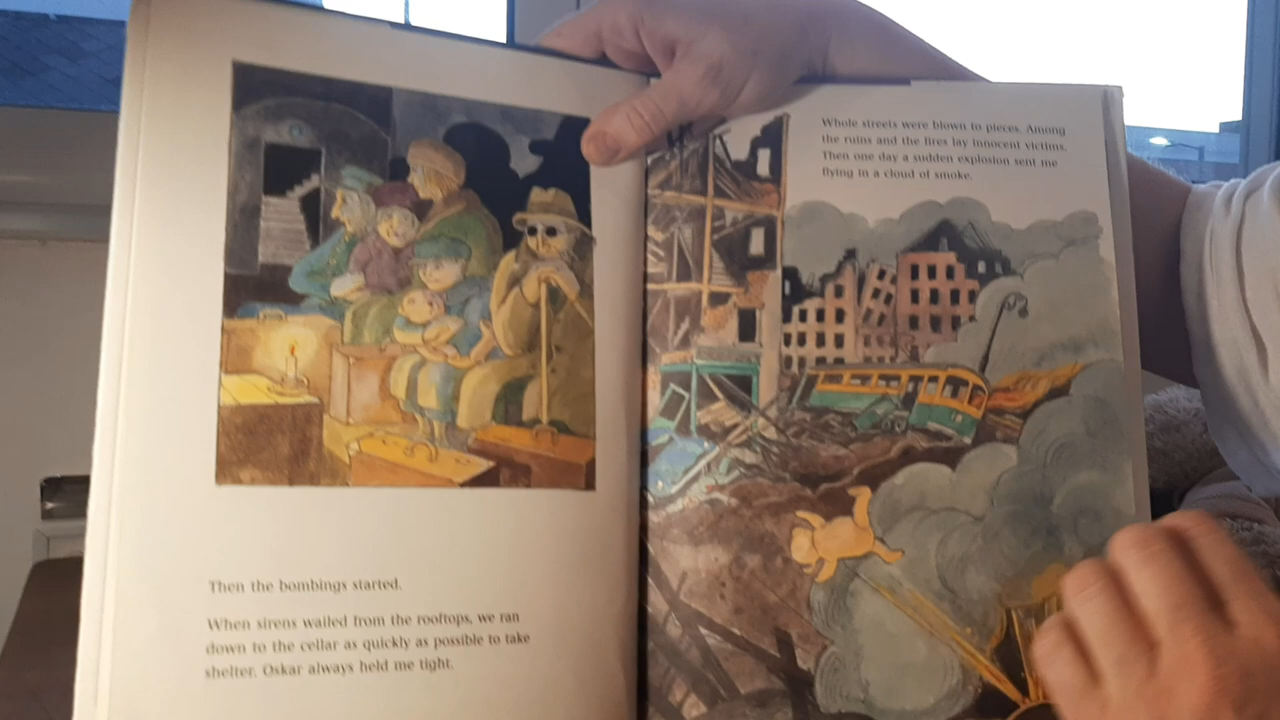 Then the bombings started.
When sirens wailed from the rooftops, we ran
down to the cellar as quickly as possible to take
shelter. Oskar always held me tight.
Whole streets were blown to pieces. Among
the ruins and the fires lay innocent victims.
Then one day a sudden explosion sent me
flying in a cloud of smoke.